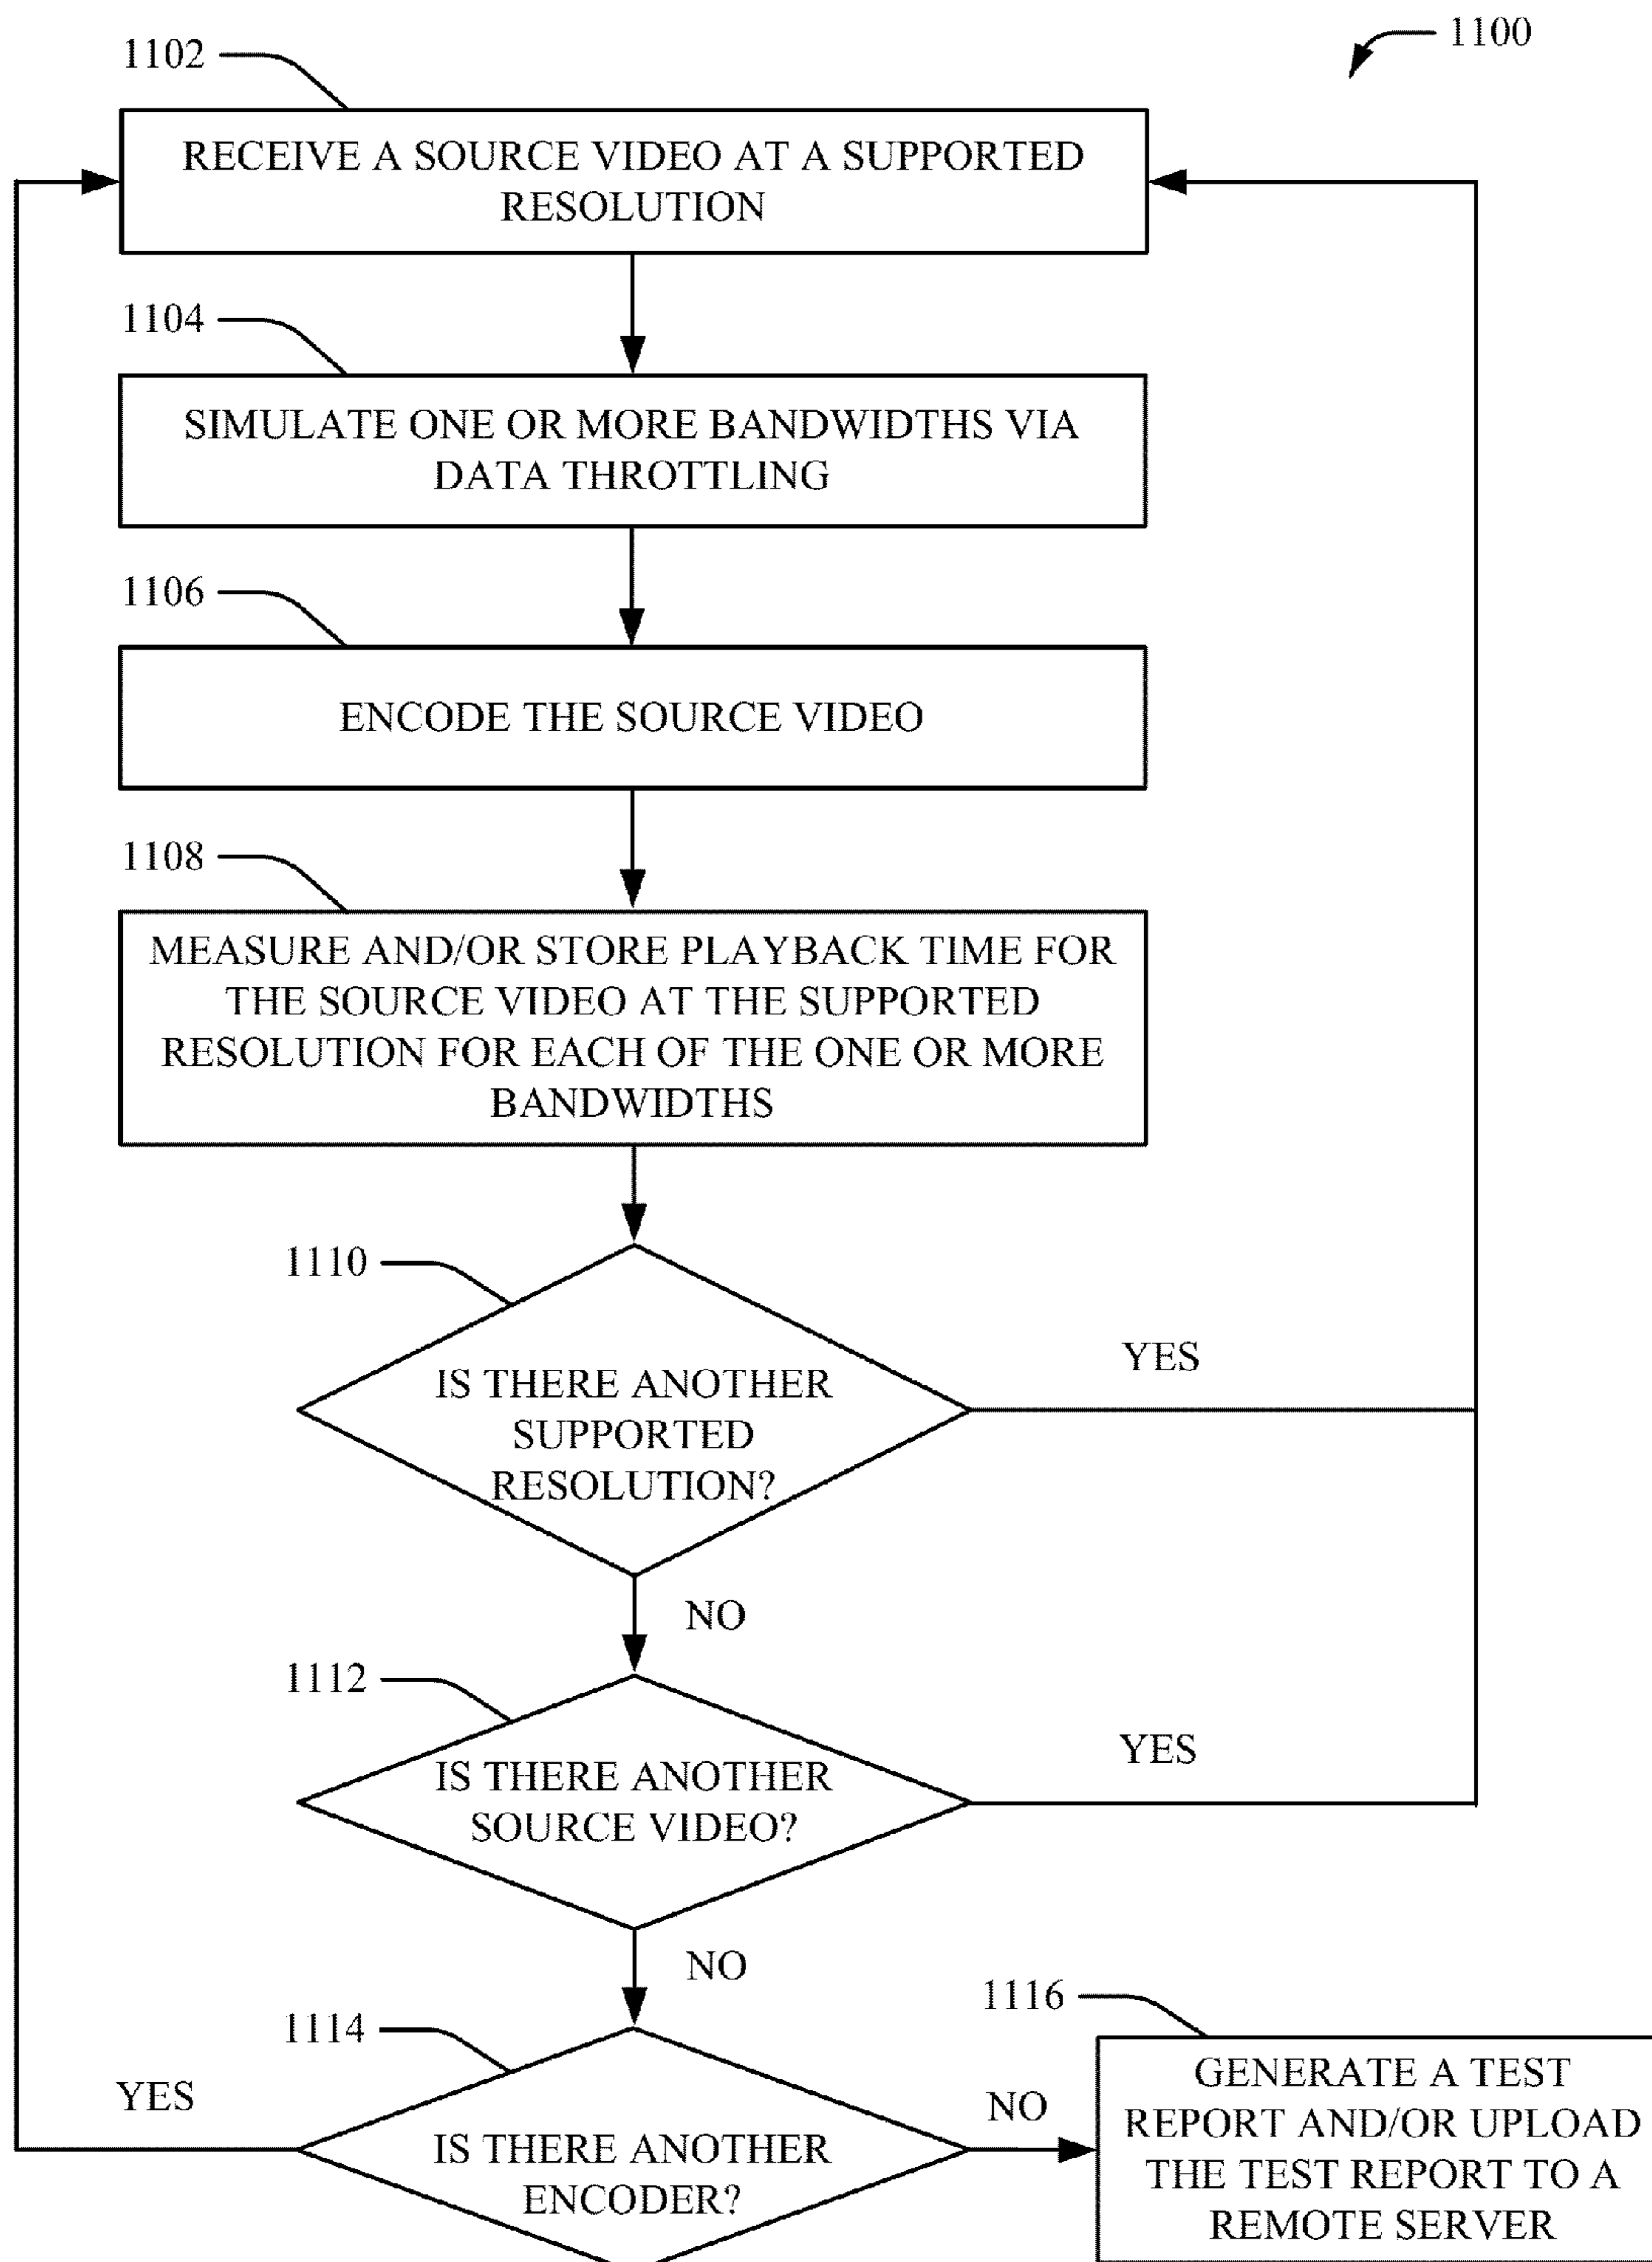 1100
1102
RECEIVE A SOURCE VIDEO AT A SUPPORTED
RESOLUTION
1104
SIMULATE ONE OR MORE BANDWIDTHS VIA
DATA THROTTLING
1106
ENCODE THE SOURCE VIDEO
1108
MEASURE AND/OR STORE PLAYBACK TIME FOR
THE SOURCE VIDEO AT THE SUPPORTED
RESOLUTION FOR EACH OF THE ONE OR MORE
BANDWIDTHS
1110
IS THERE ANOTHER
SUPPORTED
RESOLUTION?
YES
NO
1112
IS THERE ANOTHER
SOURCE VIDEO?
YES
NO
1114
IS THERE ANOTHER
ENCODER?
YES
NO
1116
GENERATE A TEST
REPORT AND/OR UPLOAD
THE TEST REPORT TO A
REMOTE SERVER